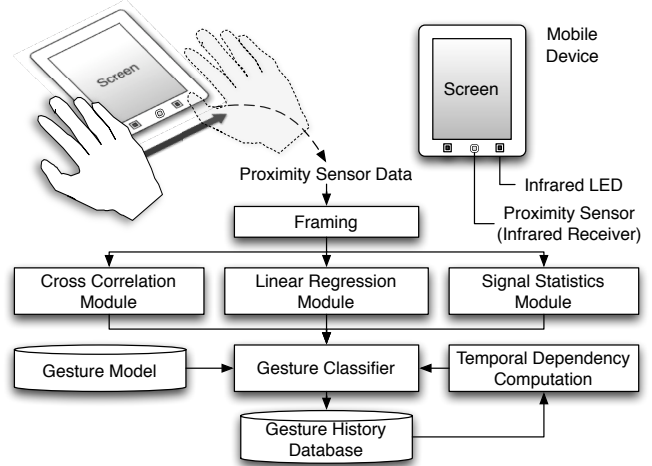 Screen
Mobile
Device
Screen
Infrared LED
Proximity Sensor
(Infrared Receiver)
Proximity Sensor Data
Framing
Cross Correlation
Module
Linear Regression
Module
Signal Statistics
Module
Gesture Model
Gesture Classifier
Temporal Dependency
Computation
Gesture History
Database